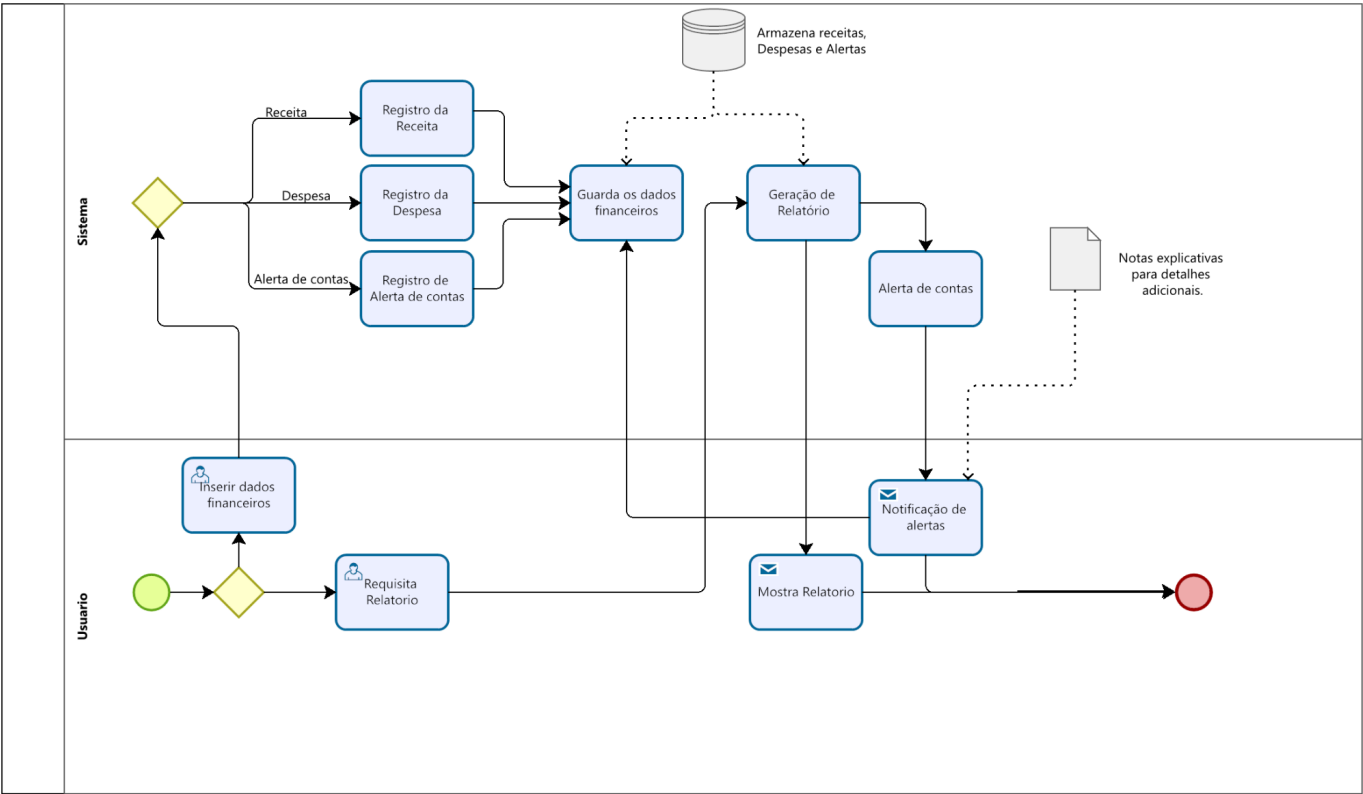 Armazena receitas,
Despesas e Alertas
Receita
Registro da
Receita
Despesa
Registro da
Despesa
Guarda os dados
financeiros
Geração de
Relatório
Sistema
Alerta de contas
Registro de
Alerta de contas
Alerta de contas
Notas explicativas
para detalhes
adicionais.
Inserir dados
financeiros
Notificação de
alertas
Requisita
Relatorio
Mostra Relatorio
Usuario